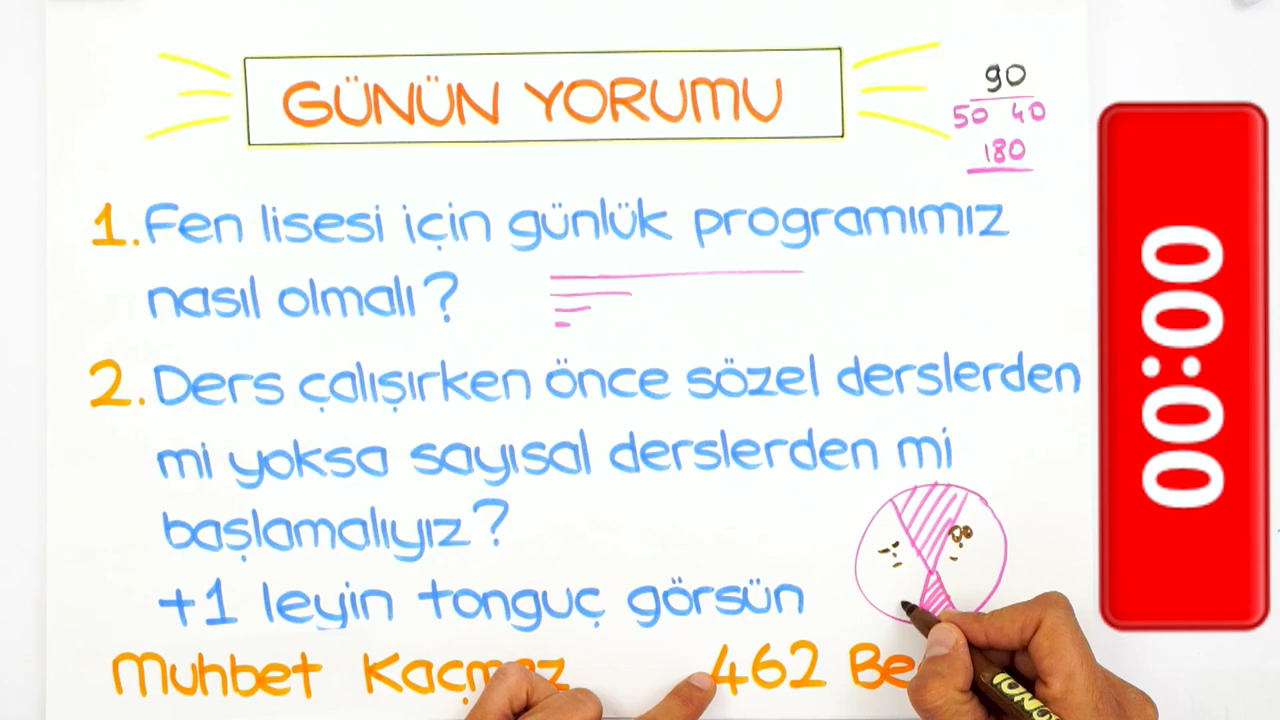 GÜNÜN YORUMU
90
50 40
180
1. Fen lisesi için günlük programımız
nasıl olmalı?
2. Ders çalışırken önce sözel derslerden
mi yoksa sayısal derslerden mi
başlamalıyız?
+1 leyin tonguç görsün
Muhbet
462
00:00